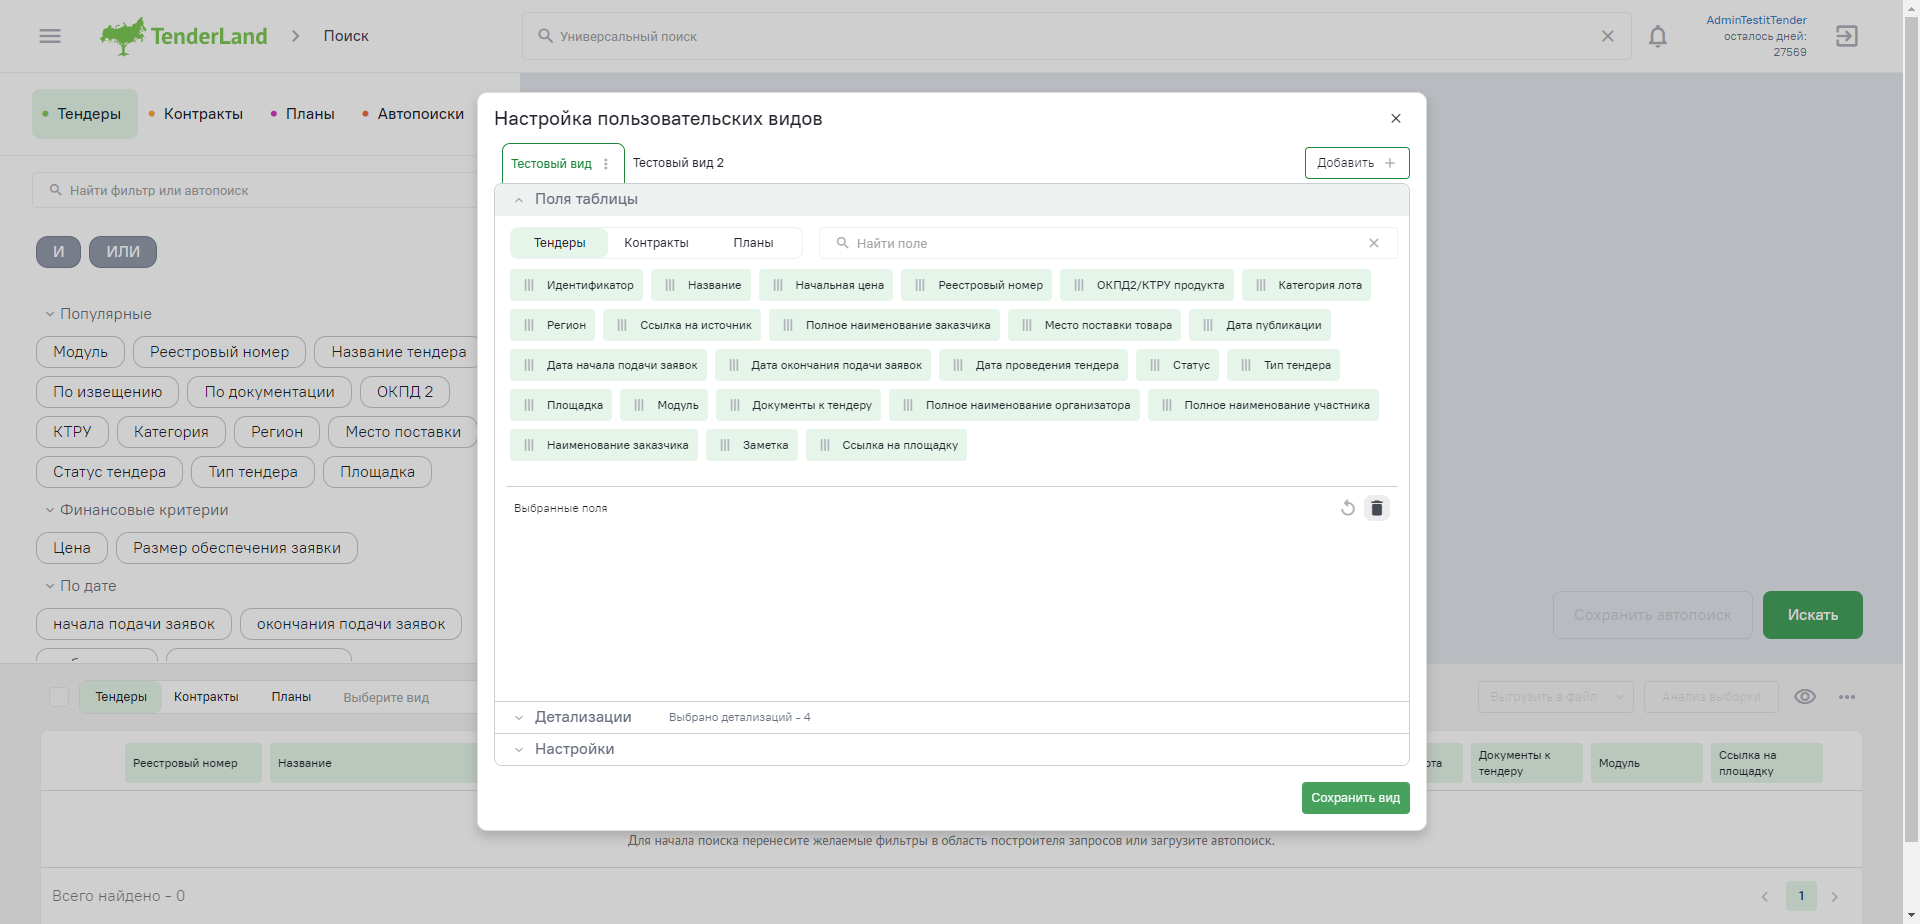 TenderLand
Поиск
Универсальный поиск
AdminTestitTender
осталось дней:
27569
Тендеры
Контракты
Планы
Автопоиски
Найти фильтр или автопоиск
И
ИЛИ
Популярные
Модуль
Реестровый номер
Название тендера
По извещению
По документации
ОКПД 2
КТРУ
Категория
Регион
Место поставки
Статус тендера
Тип тендера
Площадка
Финансовые критерии
Цена
Размер обеспечения заявки
По дате
начала подачи заявок
окончания подачи заявок
Настройка пользовательских видов
Тестовый вид
Тестовый вид 2
Добавить
Поля таблицы
Тендеры
Контракты
Планы
Найти поле
Идентификатор
Название
Начальная цена
Реестровый номер
ОКПД2/КТРУ продукта
Категория лота
Регион
Ссылка на источник
Полное наименование заказчика
Место поставки товара
Дата публикации
Дата начала подачи заявок
Дата окончания подачи заявок
Дата проведения тендера
Статус
Тип тендера
Площадка
Модуль
Документы к тендеру
Полное наименование организатора
Полное наименование участника
Наименование заказчика
Заметка
Ссылка на площадку
Выбранные поля
Детализации
Выбрано детализаций - 4
Настройки
Сохранить вид
Сохранить автопоиск
Искать
Тендеры
Контракты
Планы
Выберите вид
Выгрузить в файл
Анализ выборки
Реестровый номер
Название
ота
Документы к
тендеру
Модуль
Ссылка на
площадку
Для начала поиска перенесите желаемые фильтры в область построителя запросов или загрузите автопоиск.
Всего найдено - 0
1